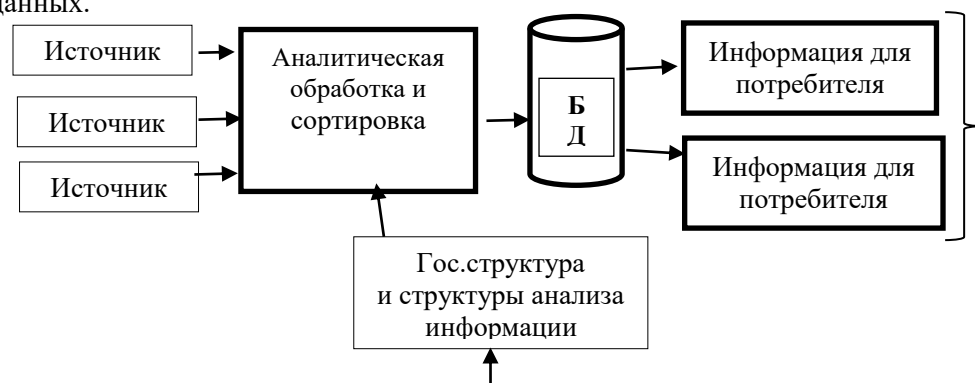 данных.
Источник
Источник
Источник
Аналитическая
обработка и
сортировка
Б
Д
Информация для
потребителя
Информация для
потребителя
Гос.структура
и структуры анализа
информации